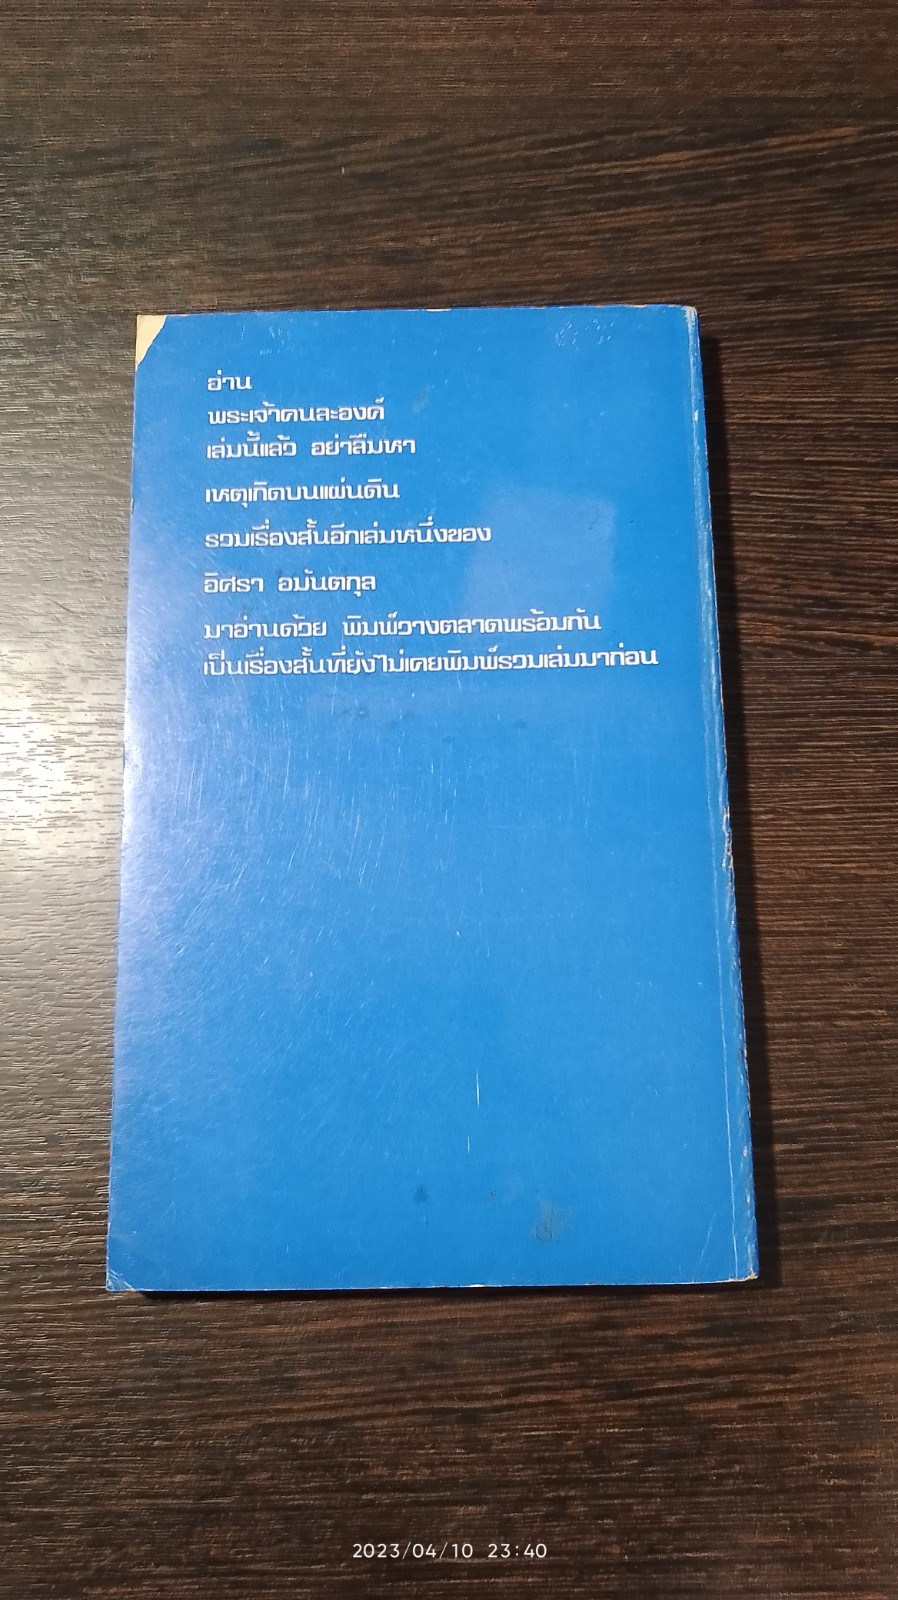 อ่าน
พระเจ้าคนละองค์
เล่มนี้แล้ว อย่าลืมหา
เหตุเกิดบนแผ่นดิน
รวมเรื่องสั้นอีกเล่มหนึ่งของ
อิศรา อมันตกุล
มาอ่านด้วย พิมพ์วางตลาดพร้อมกัน
เป็นเรื่องสั้นที่ยังไม่เคยพิมพ์รวมเล่มมาก่อน
2023/04/10 23:40